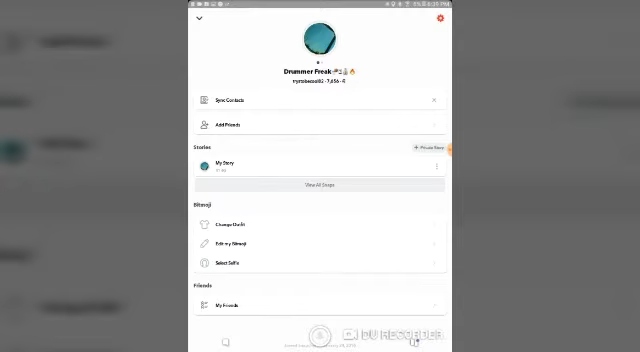 Drummer Freak
Sync Contacts
Add Friends
Stories
+ Private Story
My Story
View All Snaps
Bitmoji
Change Outfit
Edit my Bitmoji
Select Selfie
Friends
My Friends
DU RECORDER